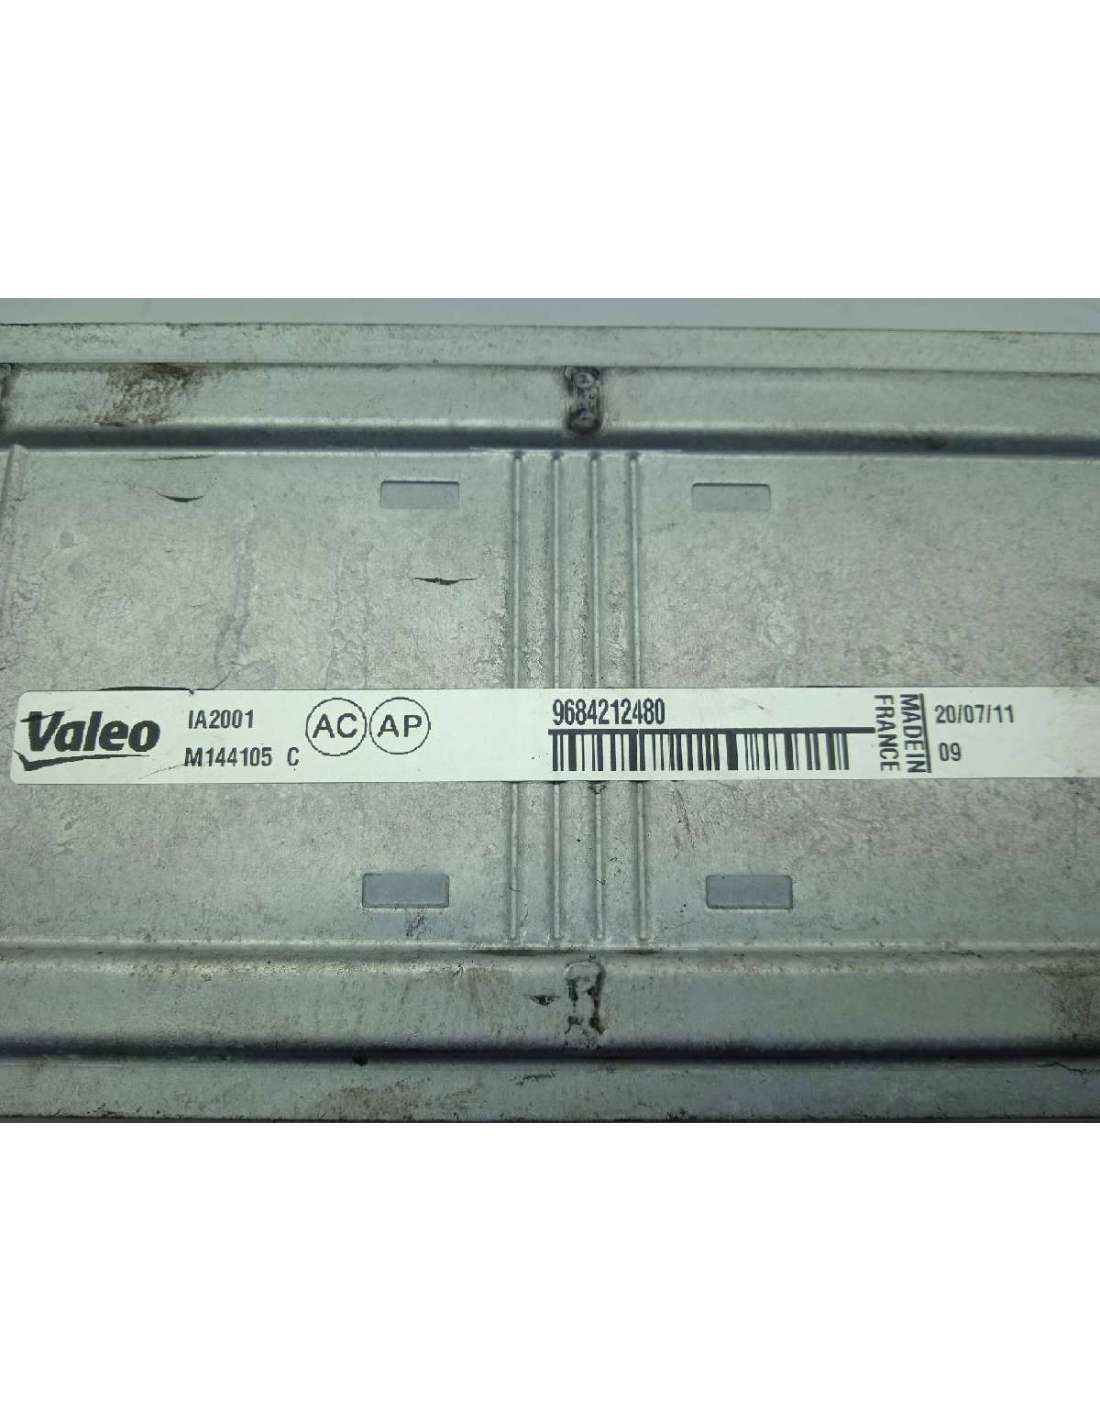 Valeo
IA2001
M144105 C
AC AP
9684212480
MADE IN
FRANCE
20/07/11
09